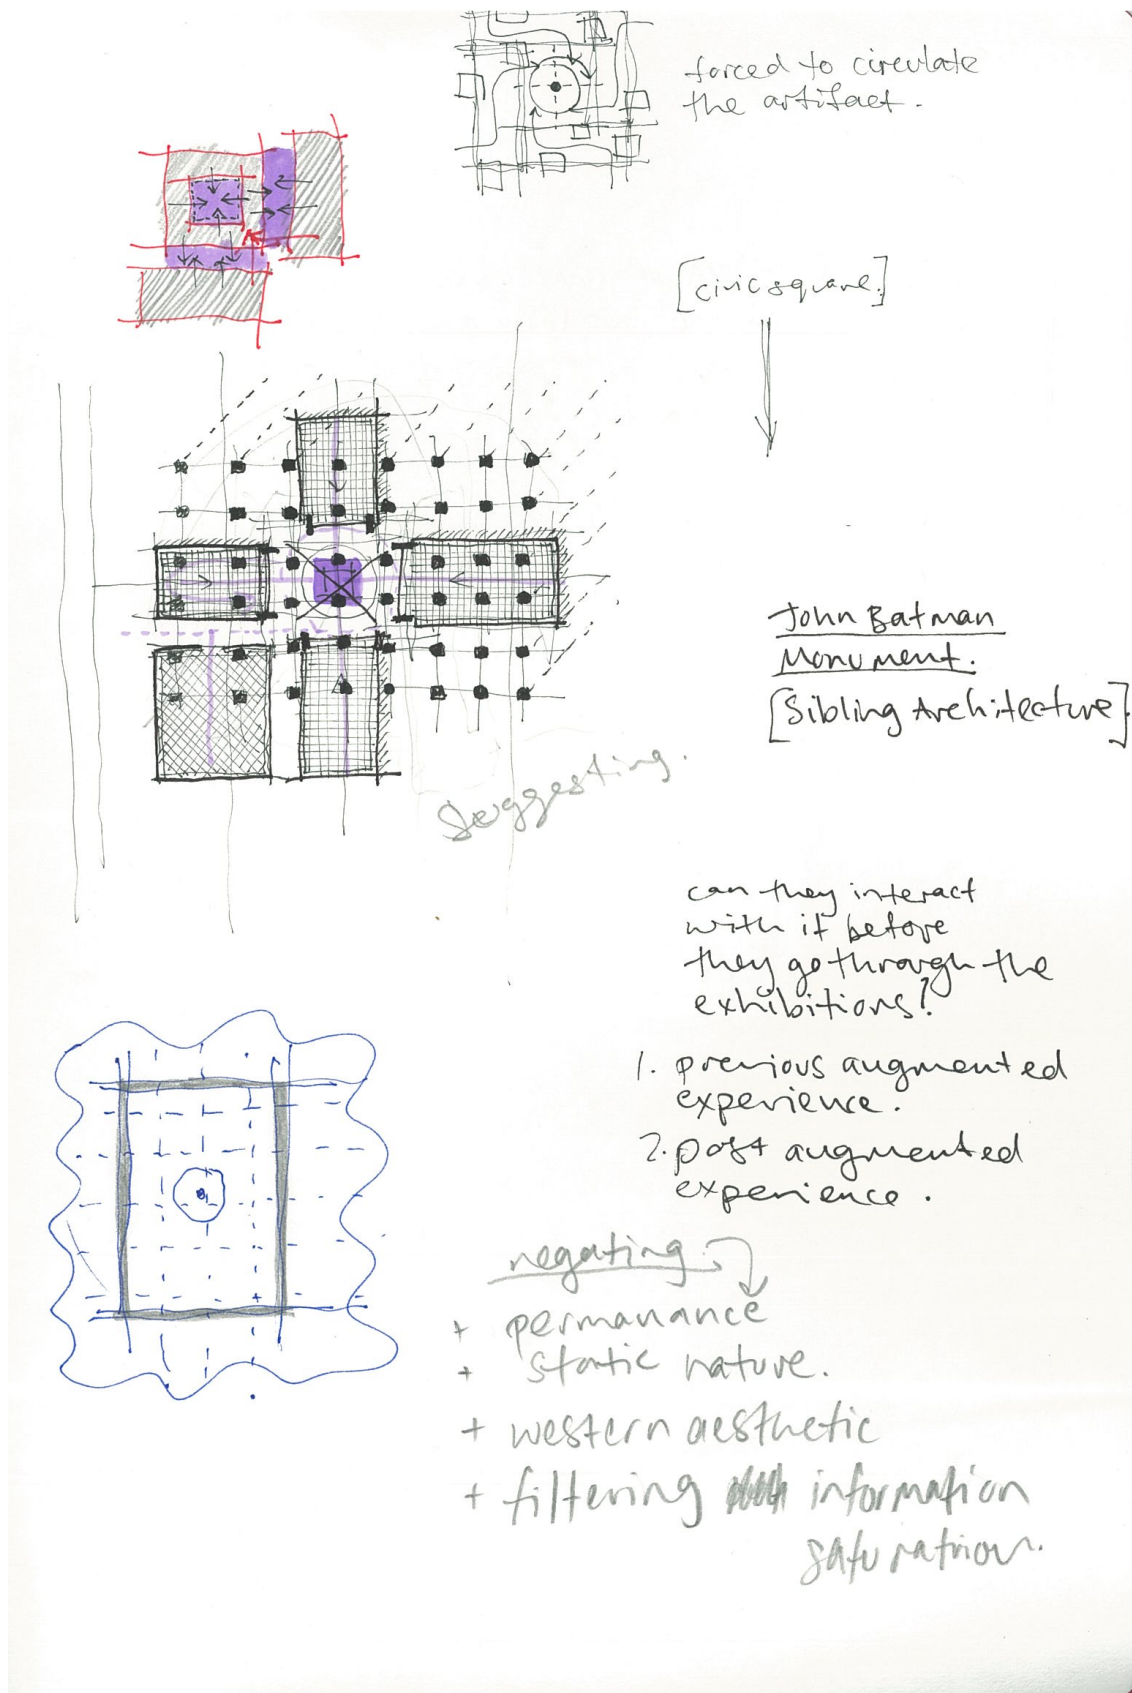 forced to circulate
the artifact.
[civic square.]
John Batman
Monument.
[Sibling Architecture]
Suggesting.
can they interact
with it before
they go through the
exhibitions?
1. previous augmented
experience.
2. post augmented
experience.
negating
+ permanance
+ static nature.
+ western aesthetic
+ filtering information
saturation.